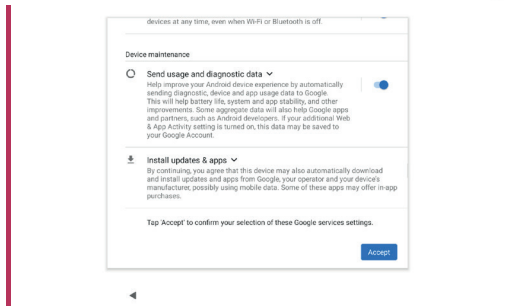 devices at any time, even when Wi-Fi or Bluetooth is off.
Device maintenance
Send usage and diagnostic data
Help improve your Android device experience by automatically
sending diagnostic, device and app usage data to Google.
This will help battery life, system and app stability, and other
improvements. Some aggregate data will also help Google apps
and partners, such as Android developers. If your additional Web
& App Activity setting is turned on, this data may be saved to
your Google Account.
Install updates & apps
By continuing, you agree that this device may also automatically download
and install updates and apps from Google, your operator and your device's
manufacturer, possibly using mobile data. Some of these apps may offer in-app
purchases.
Tap 'Accept' to confirm your selection of these Google services settings.
Accept